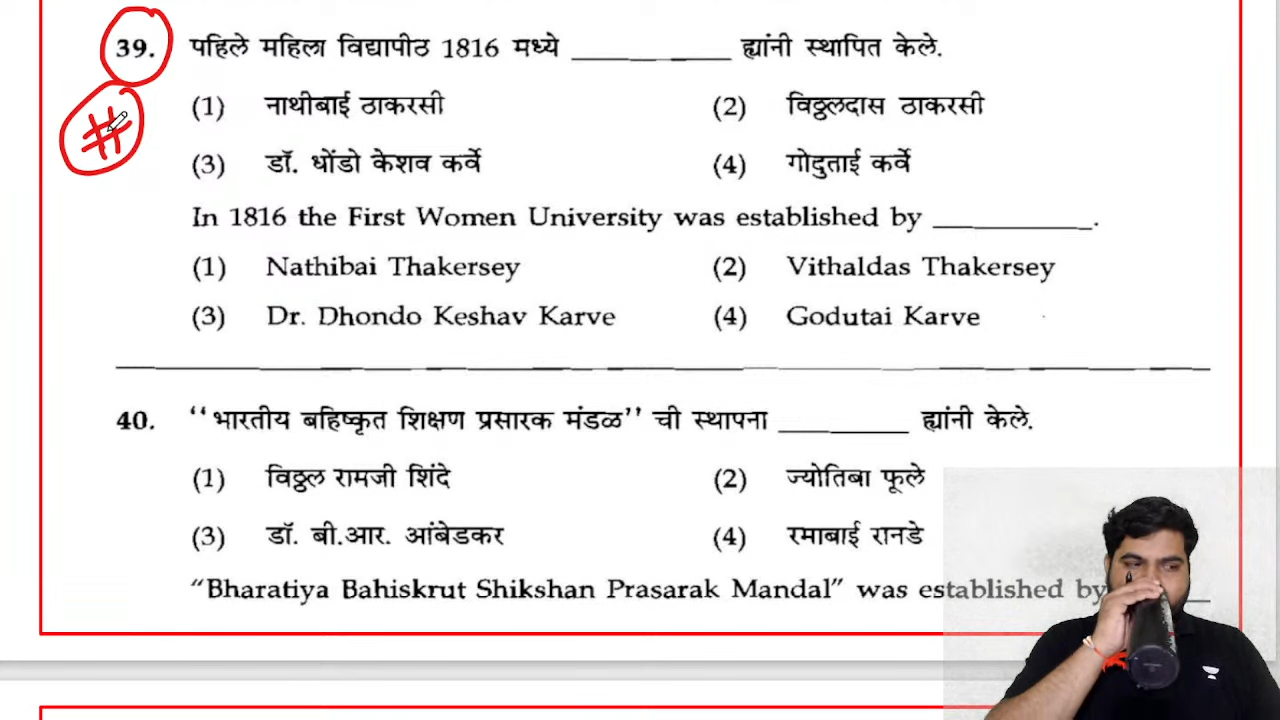 39. पहिले महिला विद्यापीठ 1816 मध्ये __________ ह्यांनी स्थापित केले.
(1) नाथीबाई ठाकरसी (2) विठ्ठलदास ठाकरसी
(3) डॉ. धोंडो केशव कर्वे (4) गोदुताई कर्वे
In 1816 the First Women University was established by __________.
(1) Nathibai Thakersey (2) Vithaldas Thakersey
(3) Dr. Dhondo Keshav Karve (4) Godutai Karve
40. ‘‘भारतीय बहिष्कृत शिक्षण प्रसारक मंडळ’’ ची स्थापना __________ ह्यांनी केले.
(1) विठ्ठल रामजी शिंदे (2) ज्योतिबा फूले
(3) डॉ. बी.आर. आंबेडकर (4) रमाबाई रानडे
“Bharatiya Bahiskrut Shikshan Prasarak Mandal” was established by __